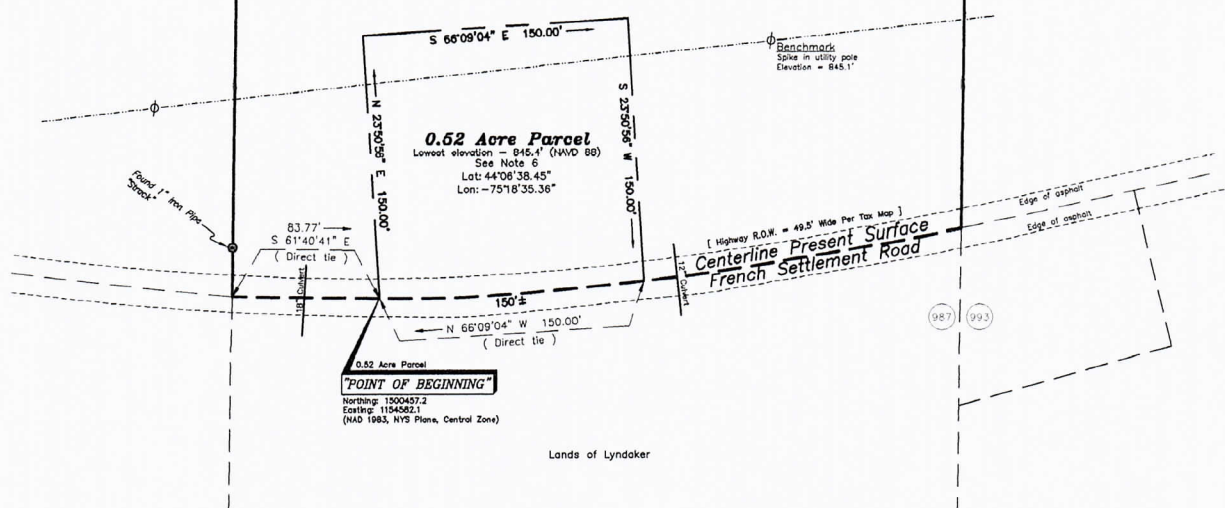 S 66°09'04" E 150.00'
Benchmark
Spike in utility pole
Elevation = 845.1'
N 23°50'56" E 150.00'
S 23°50'56" W 150.00'
0.52 Acre Parcel
Lowest elevation - 845.4' (NAVD 88)
See Note 6
Lat: 44°06'38.45"
Lon: -75°18'35.36"
Found 1" Iron Pipe
"Strack"
83.77'
S 61°40'41" E
( Direct tie )
18" Culvert
150'±
N 66°09'04" W 150.00'
( Direct tie )
12" Culvert
[ Highway R.O.W. = 49.5' Wide Per Tax Map ]
Centerline Present Surface
French Settlement Road
Edge of asphalt
Edge of asphalt
987
993
0.52 Acre Parcel
"POINT OF BEGINNING"
Northing: 1500457.2
Easting: 1154582.1
(NAD 1983, NYS Plane, Central Zone)
Lands of Lyndaker